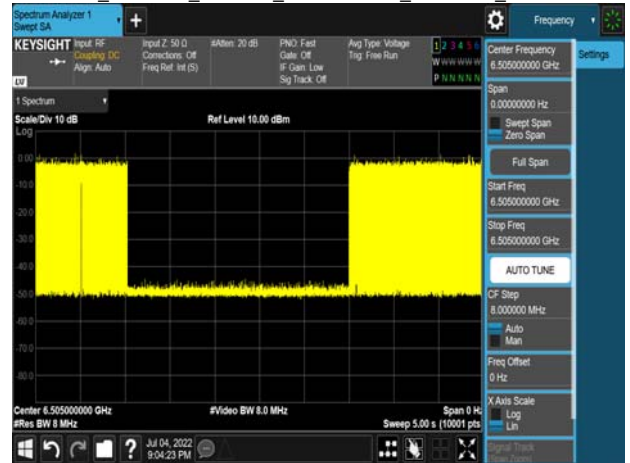 Spectrum Analyzer 1
Swept SA
+
Frequency
KEYSIGHT
Input: RF
Coupling: DC
Align: Auto
Input Z: 50 Ω
Corrections: Off
Freq Ref: Int (S)
#Atten: 20 dB
PNO: Fast
Gate: Off
IF Gain: Low
Sig Track: Off
Avg Type: Voltage
Trig: Free Run
1 2 3 4 5 6
W W W W W W
P N N N N N
LXI
1 Spectrum
Scale/Div 10 dB
Ref Level 10.00 dBm
Log
0.00
-10.0
-20.0
-30.0
-40.0
-50.0
-60.0
-70.0
-80.0
Center 6.505000000 GHz
#Video BW 8.0 MHz
Span 0 Hz
#Res BW 8 MHz
Sweep 5.00 s (10001 pts
Center Frequency
6.505000000 GHz
Settings
Span
0.00000000 Hz
Swept Span
Zero Span
Full Span
Start Freq
6.505000000 GHz
Stop Freq
6.505000000 GHz
AUTO TUNE
CF Step
8.000000 MHz
Auto
Man
Freq Offset
0 Hz
X Axis Scale
Log
Lin
Signal Track
(Span Zoom)
?
Jul 04, 2022
9:04:23 PM